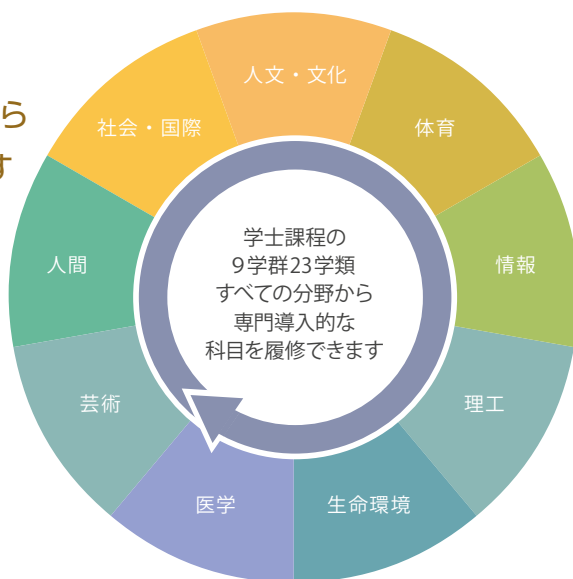 ら
す
人文・文化
体育
情報
理工
生命環境
医学
芸術
人間
社会・国際
学士課程の
9学群23学類
すべての分野から
専門導入的な
科目を履修できます